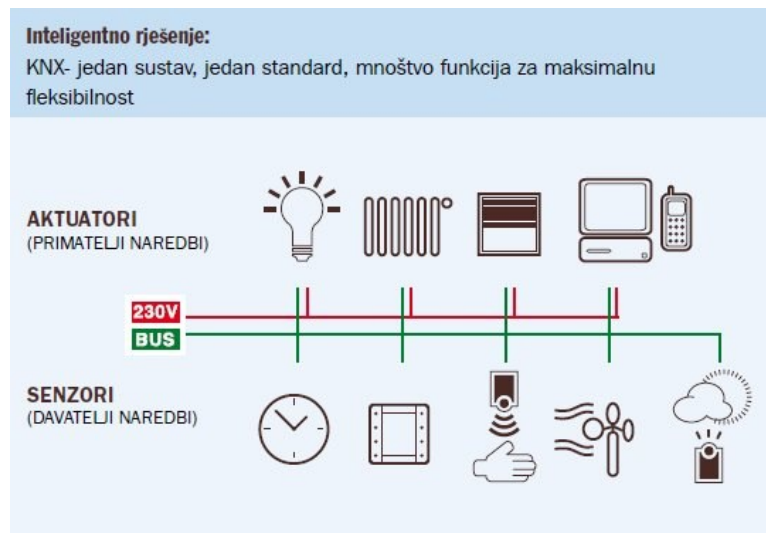 Inteligentno rješenje:
KNX- jedan sustav, jedan standard, mnoštvo funkcija za maksimalnu
fleksibilnost
AKTUATORI
(PRIMATELJI NAREDBI)
230V
BUS
SENZORI
(DAVATELJI NAREDBI)